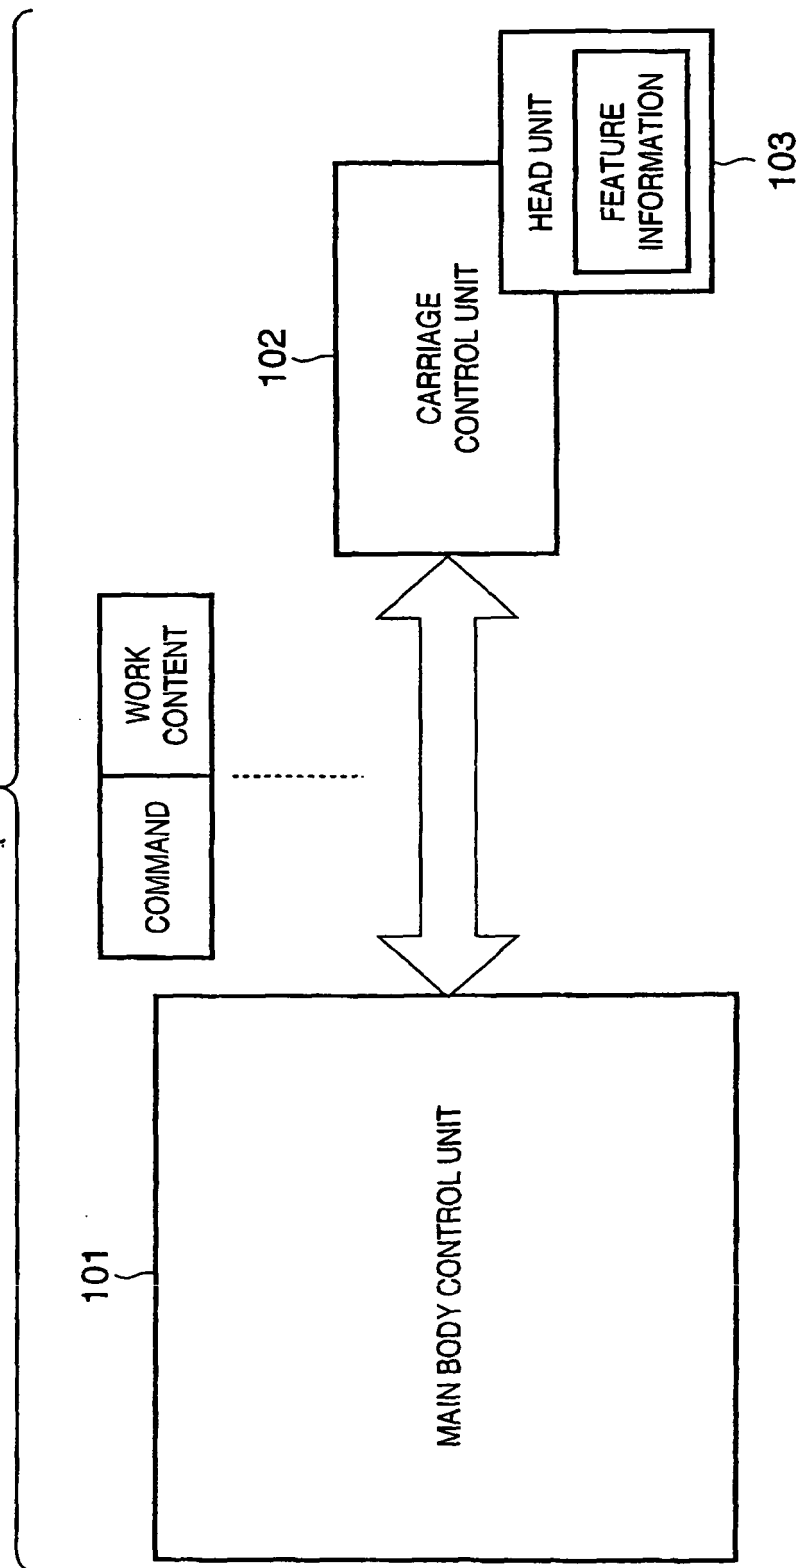 101
MAIN BODY CONTROL UNIT
COMMAND
WORK
CONTENT
102
CARRIAGE
CONTROL UNIT
HEAD UNIT
FEATURE
INFORMATION
103